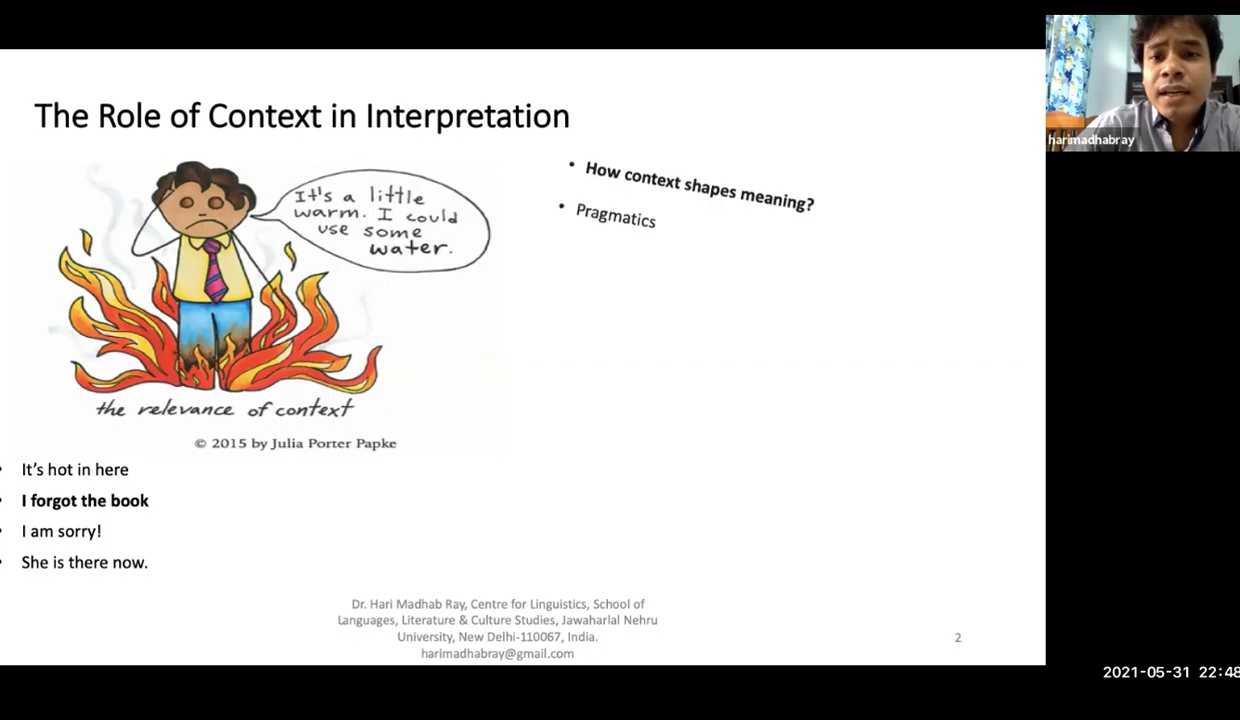 The Role of Context in Interpretation
It's a little
warm. I could
use some
water.
the relevance of context
© 2015 by Julia Porter Papke
• How context shapes meaning?
• Pragmatics
• It's hot in here
• I forgot the book
• I am sorry!
• She is there now.
Dr. Hari Madhab Ray, Centre for Linguistics, School of
Languages, Literature & Culture Studies, Jawaharlal Nehru
University, New Delhi-110067, India.
harimadhabray@gmail.com
2
harimadhabray
2021-05-31 22:48